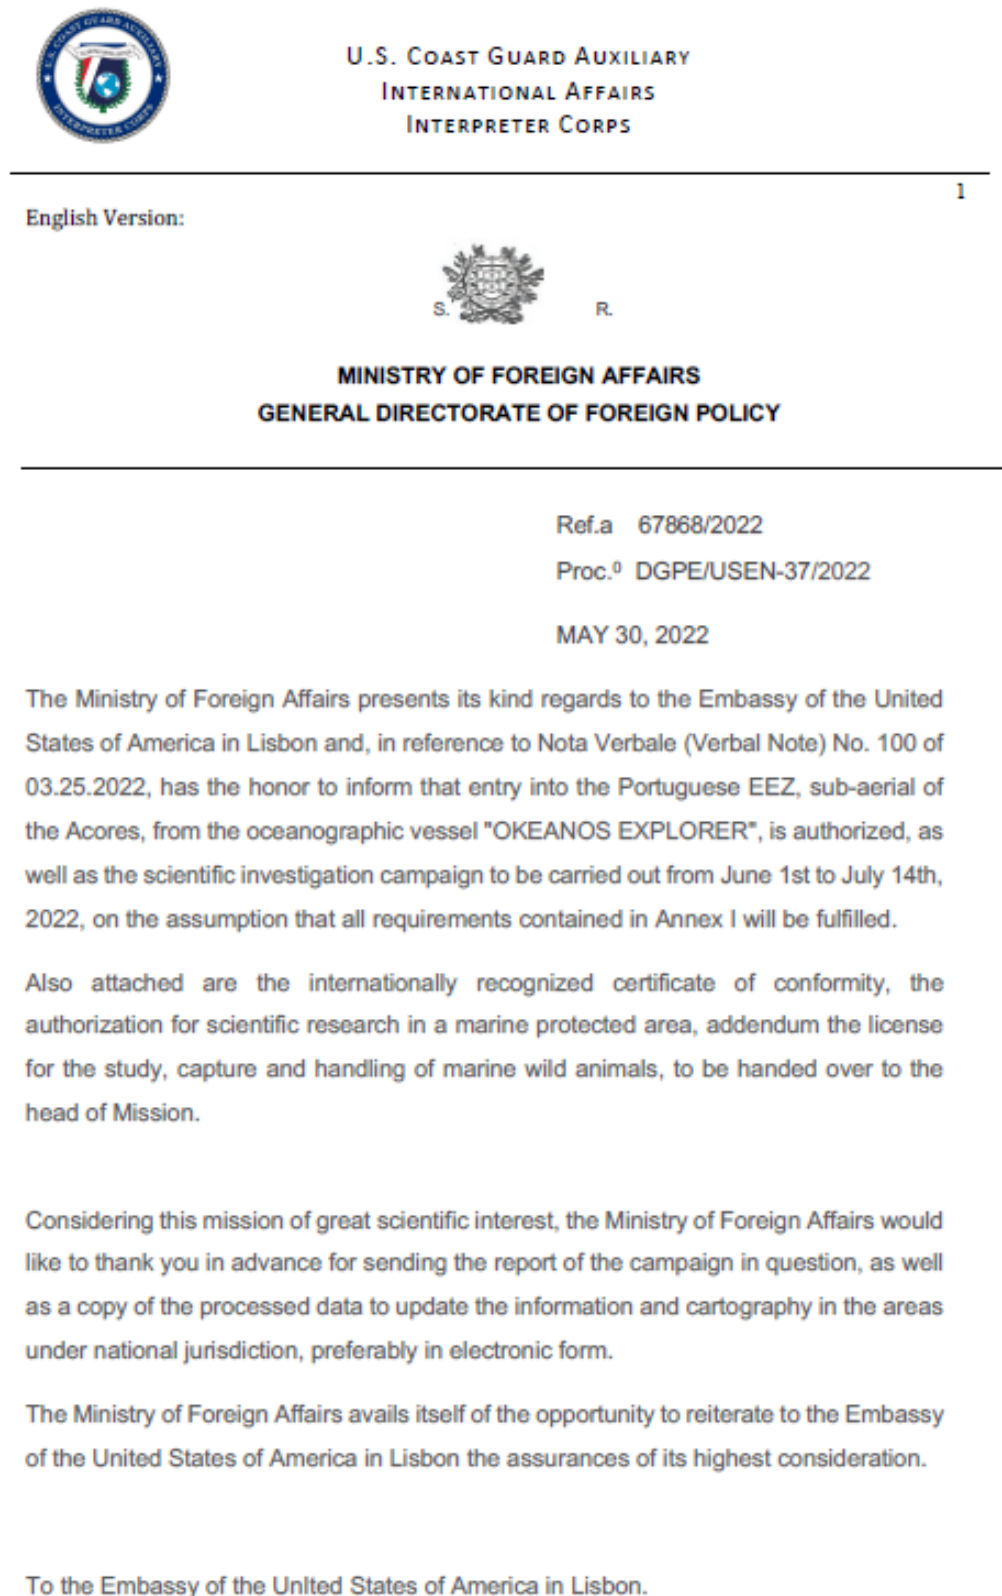 U.S. COAST GUARD AUXILIARY
INTERNATIONAL AFFAIRS
INTERPRETER CORPS
U.S. COAST GUARD AUXILIARY
INTERPRETER CORPS
1
English Version:
S. R.
MINISTRY OF FOREIGN AFFAIRS
GENERAL DIRECTORATE OF FOREIGN POLICY
Ref.a 67868/2022
Proc.º DGPE/USEN-37/2022
MAY 30, 2022
The Ministry of Foreign Affairs presents its kind regards to the Embassy of the United
States of America in Lisbon and, in reference to Nota Verbale (Verbal Note) No. 100 of
03.25.2022, has the honor to inform that entry into the Portuguese EEZ, sub-aerial of
the Acores, from the oceanographic vessel "OKEANOS EXPLORER", is authorized, as
well as the scientific investigation campaign to be carried out from June 1st to July 14th,
2022, on the assumption that all requirements contained in Annex I will be fulfilled.
Also attached are the internationally recognized certificate of conformity, the
authorization for scientific research in a marine protected area, addendum the license
for the study, capture and handling of marine wild animals, to be handed over to the
head of Mission.
Considering this mission of great scientific interest, the Ministry of Foreign Affairs would
like to thank you in advance for sending the report of the campaign in question, as well
as a copy of the processed data to update the information and cartography in the areas
under national jurisdiction, preferably in electronic form.
The Ministry of Foreign Affairs avails itself of the opportunity to reiterate to the Embassy
of the United States of America in Lisbon the assurances of its highest consideration.
To the Embassy of the UnIted States of America in Lisbon.